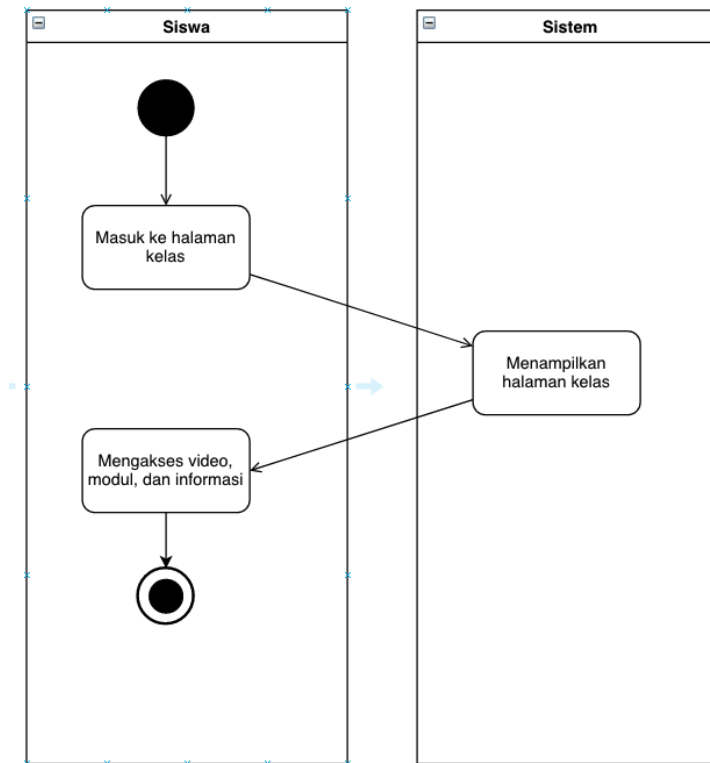 Siswa
Sistem
Masuk ke halaman
kelas
Menampilkan
halaman kelas
Mengakses video,
modul, dan informasi